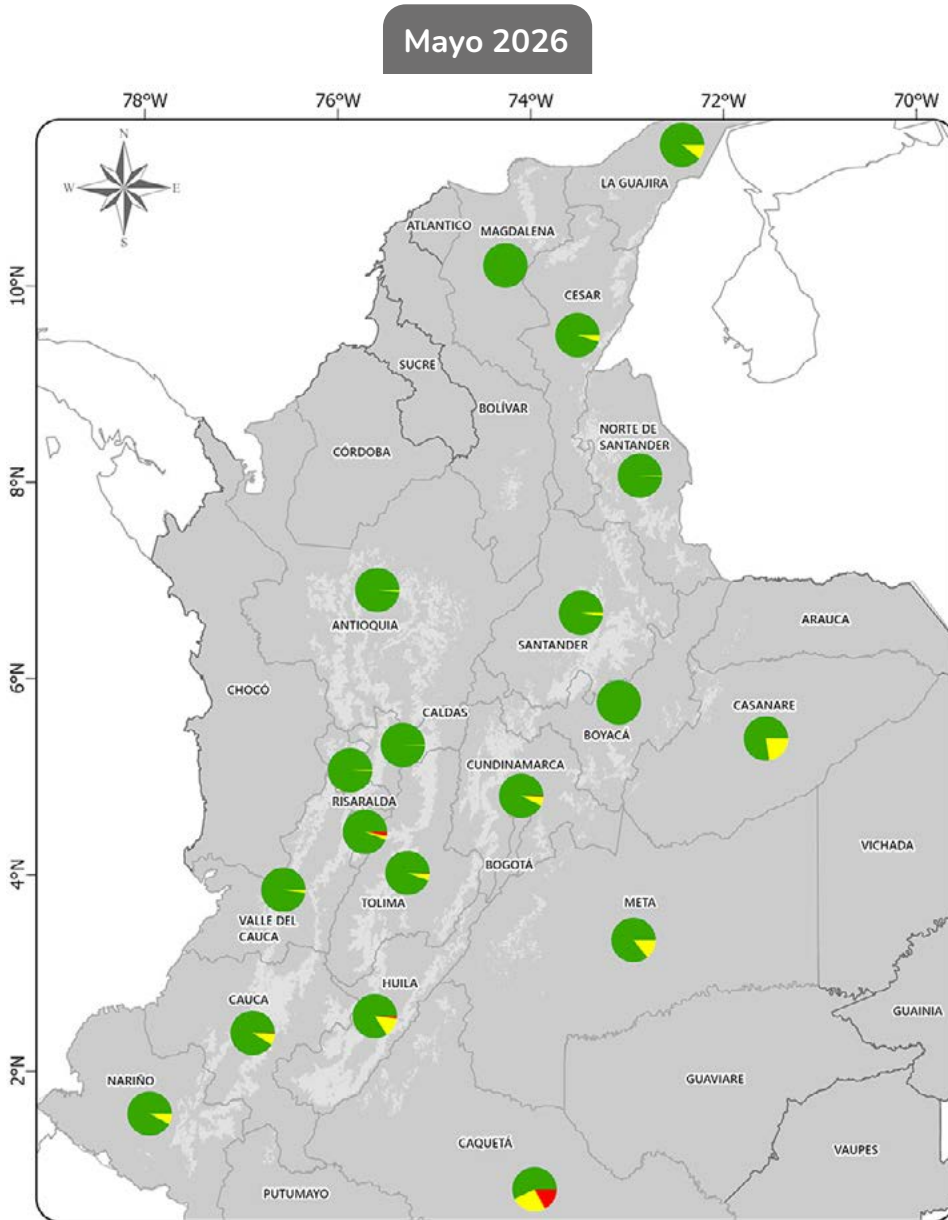 Mayo 2026
78°W
76°W
74°W
72°W
70°W
N
W
E
S
LA GUAJIRA
ATLANTICO
MAGDALENA
10°N
CESAR
SUCRE
BOLÍVAR
NORTE DE
SANTANDER
CÓRDOBA
8°N
ANTIOQUIA
SANTANDER
ARAUCA
6°N
CHOCÓ
CALDAS
BOYACÁ
CASANARE
CUNDINAMARCA
RISARALDA
VICHADA
4°N
BOGOTÁ
TOLIMA
META
VALLE DEL
CAUCA
HUILA
CAUCA
GUAINIA
2°N
NARIÑO
GUAVIARE
CAQUETÁ
VAUPES
PUTUMAYO